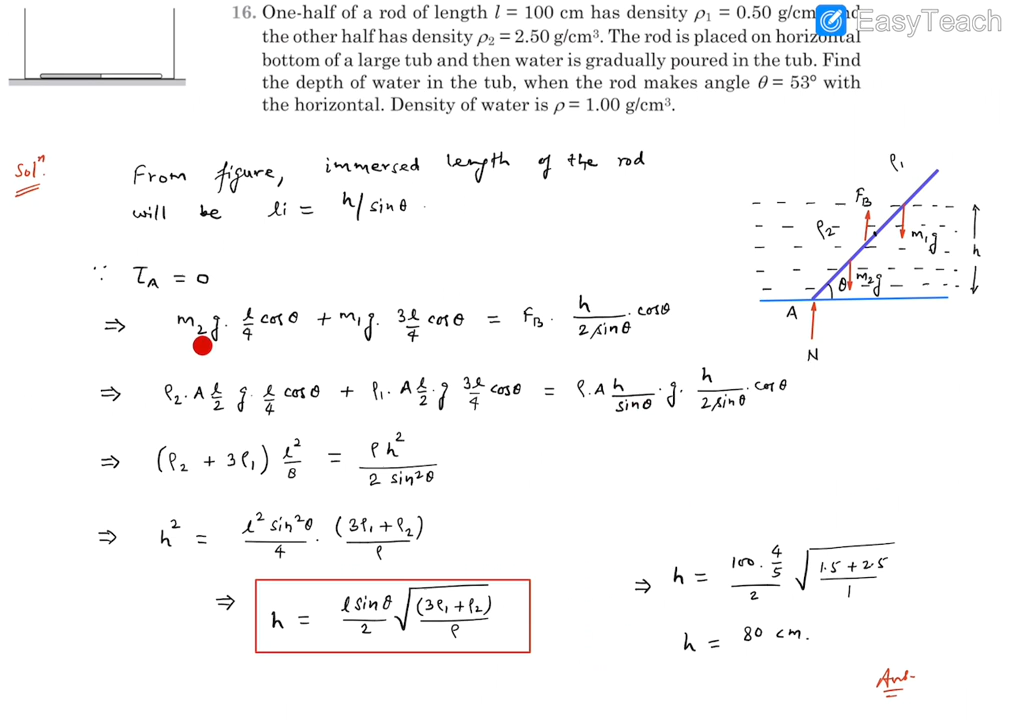 16. One-half of a rod of length l = 100 cm has density ρ₁ = 0.50 g/cm
EasyTeach
the other half has density ρ₂ = 2.50 g/cm³. The rod is placed on horizontal
bottom of a large tub and then water is gradually poured in the tub. Find
the depth of water in the tub, when the rod makes angle θ = 53° with
the horizontal. Density of water is ρ = 1.00 g/cm³.
Solⁿ.
From figure, immersed length of the rod
will be li = h/sinθ.
∵ τ_A = 0
⇒ m₂g. l/4 cosθ + m₁g. 3l/4 cosθ = F_B. h/2sinθ .cosθ
⇒ ρ₂. A l/2 g. l/4 cosθ + ρ₁. A l/2. g 3l/4 cosθ = ρ.A h/sinθ .g. h/2sinθ .cosθ
⇒ (ρ₂ + 3ρ₁) l²/8 = ρh²/2 sin²θ
⇒ h² = l² sin²θ/4 . (3ρ₁+ρ₂)/ρ
⇒ h = l sinθ/2 √(3ρ₁+ρ₂)/ρ
ρ₁
F_B
ρ₂
m₁g
h
θ
m₂g
A
N
⇒ h = 100. 4/5 / 2 √1.5+2.5/1
h = 80 cm.
Ans-